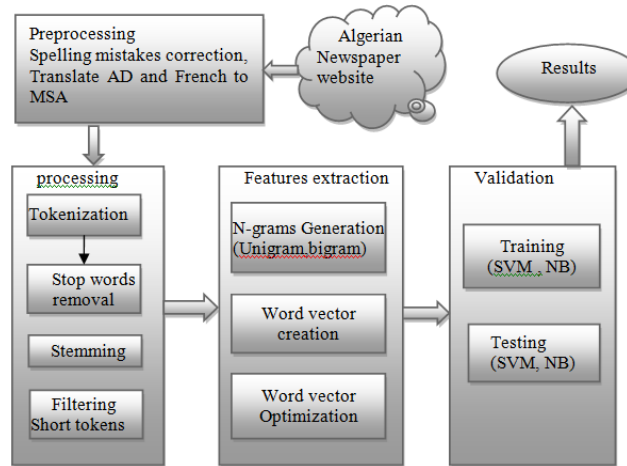 Preprocessing
Spelling mistakes correction,
Translate AD and French to
MSA
Algerian
Newspaper
website
Results
processing
Tokenization
Stop words
removal
Stemming
Filtering
Short tokens
Features extraction
N-grams Generation
(Unigram,bigram)
Word vector
creation
Word vector
Optimization
Validation
Training
(SVM , NB)
Testing
(SVM, NB)